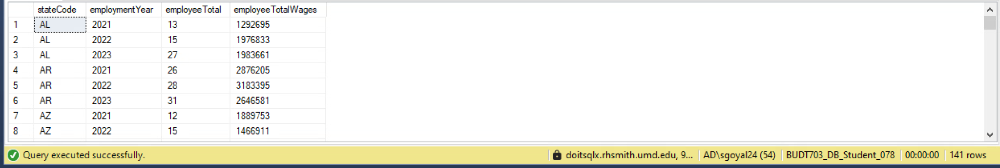 stateCode employmentYear employeeTotal employeeTotalWages
1 AL 2021 13 1292695
2 AL 2022 15 1976833
3 AL 2023 27 1983661
4 AR 2021 26 2876205
5 AR 2022 28 3183395
6 AR 2023 31 2646581
7 AZ 2021 12 1889753
8 AZ 2022 15 1466911
Query executed successfully. doitsqlx.rhsmith.umd.edu, 9... AD\sgoyal24 (54) BUDT703_DB_Student_078 00:00:00 141 rows